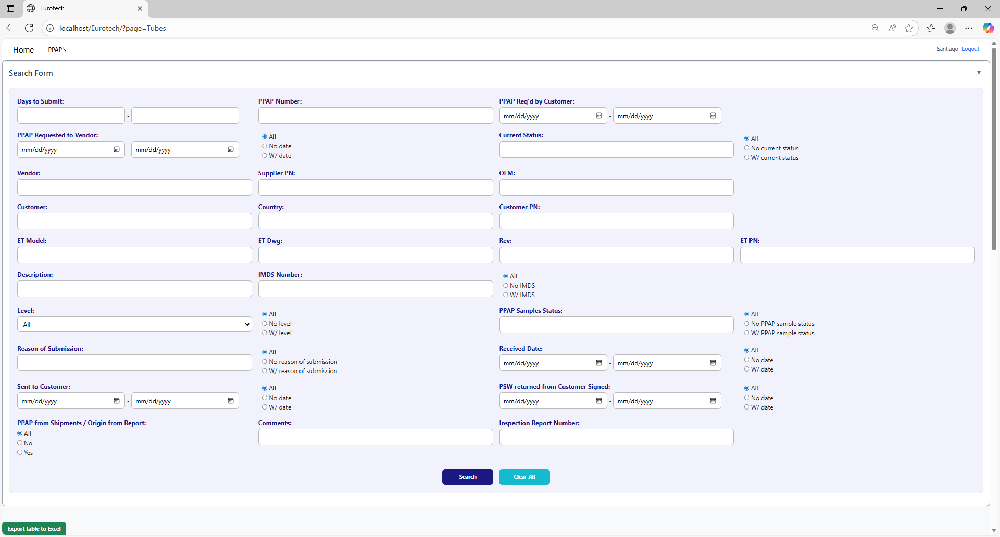 Eurotech
localhost/Eurotech/?page=Tubes
Home PPAP's Santiago Logout
Search Form
Days to Submit: PPAP Number: PPAP Req'd by Customer:
- mm/dd/yyyy - mm/dd/yyyy
PPAP Requested to Vendor: All Current Status: All
mm/dd/yyyy - mm/dd/yyyy No date No current status
W/ date W/ current status
Vendor: Supplier PN: OEM:
Customer: Country: Customer PN:
ET Model: ET Dwg: Rev: ET PN:
Description: IMDS Number: All
No IMDS
W/ IMDS
Level: All PPAP Samples Status: All
All No level No PPAP sample status
W/ level W/ PPAP sample status
Reason of Submission: All Received Date: All
No reason of submission mm/dd/yyyy - mm/dd/yyyy No date
W/ reason of submission W/ date
Sent to Customer: All PSW returned from Customer Signed: All
mm/dd/yyyy - mm/dd/yyyy No date mm/dd/yyyy - mm/dd/yyyy No date
W/ date W/ date
PPAP from Shipments / Origin from Report: Comments: Inspection Report Number:
All
No
Yes
Search Clear All
Export table to Excel